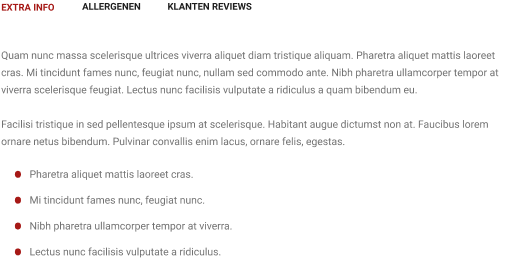 EXTRA INFO ALLERGENEN KLANTEN REVIEWS
Quam nunc massa scelerisque ultrices viverra aliquet diam tristique aliquam. Pharetra aliquet mattis laoreet
cras. Mi tincidunt fames nunc, feugiat nunc, nullam sed commodo ante. Nibh pharetra ullamcorper tempor at
viverra scelerisque feugiat. Lectus nunc facilisis vulputate a ridiculus a quam bibendum eu.
Facilisi tristique in sed pellentesque ipsum at scelerisque. Habitant augue dictumst non at. Faucibus lorem
ornare netus bibendum. Pulvinar convallis enim lacus, ornare felis, egestas.
Pharetra aliquet mattis laoreet cras.
Mi tincidunt fames nunc, feugiat nunc.
Nibh pharetra ullamcorper tempor at viverra.
Lectus nunc facilisis vulputate a ridiculus.